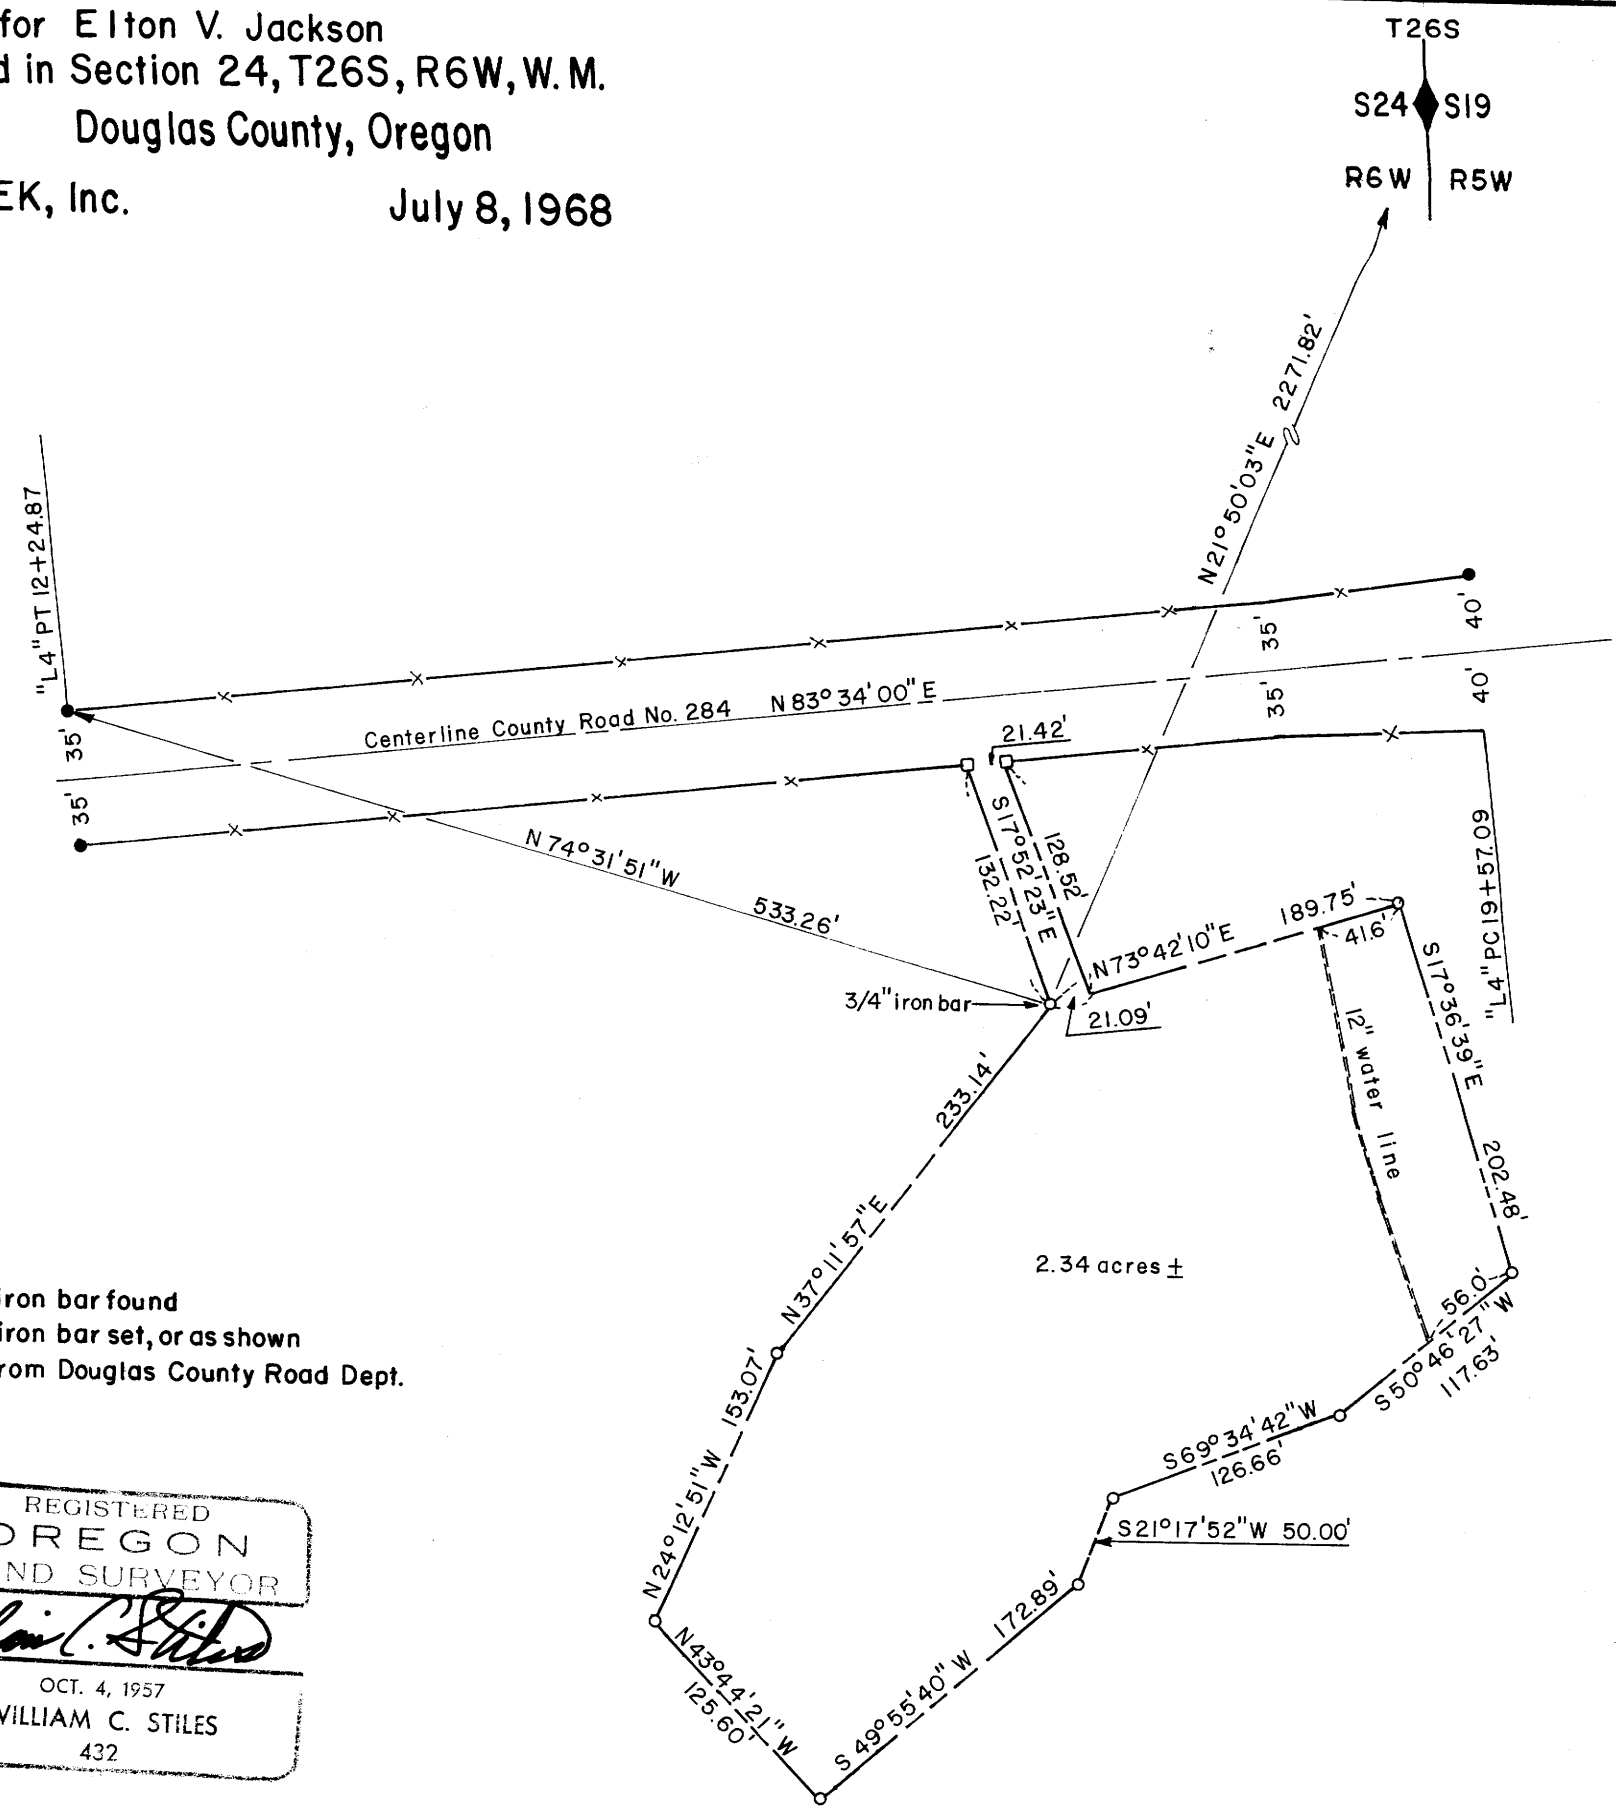 for Elton V. Jackson
d in Section 24, T26S, R6W, W. M.
Douglas County, Oregon
EK, Inc.
July 8, 1968
T26S
S24 S19
R6W R5W
N21°50'03"E 2271.82'
"L4" PT 12+24.87
35'
35'
Centerline County Road No. 284 N 83°34'00" E
35'
40'
35'
40'
21.42'
N 74°31'51" W
533.26'
S17°52'23"E
132.22'
128.52'
N73°42'10"E
189.75'
41.6'
"L4" PC 19+57.09
3/4" iron bar
21.09'
12" water line
S17°36'39"E
202.48'
233.14'
N37°11'57"E
2.34 acres ±
56.0'
S50°46'27"W
117.63'
iron bar found
iron bar set, or as shown
rom Douglas County Road Dept.
153.07'
N24°12'51"W
S69°34'42"W
126.66'
S21°17'52"W 50.00'
172.89'
S 49°55'40" W
N43°44'21"W
125.60'
REGISTERED
OREGON
ND SURVEYOR
OCT. 4, 1957
WILLIAM C. STILES
432